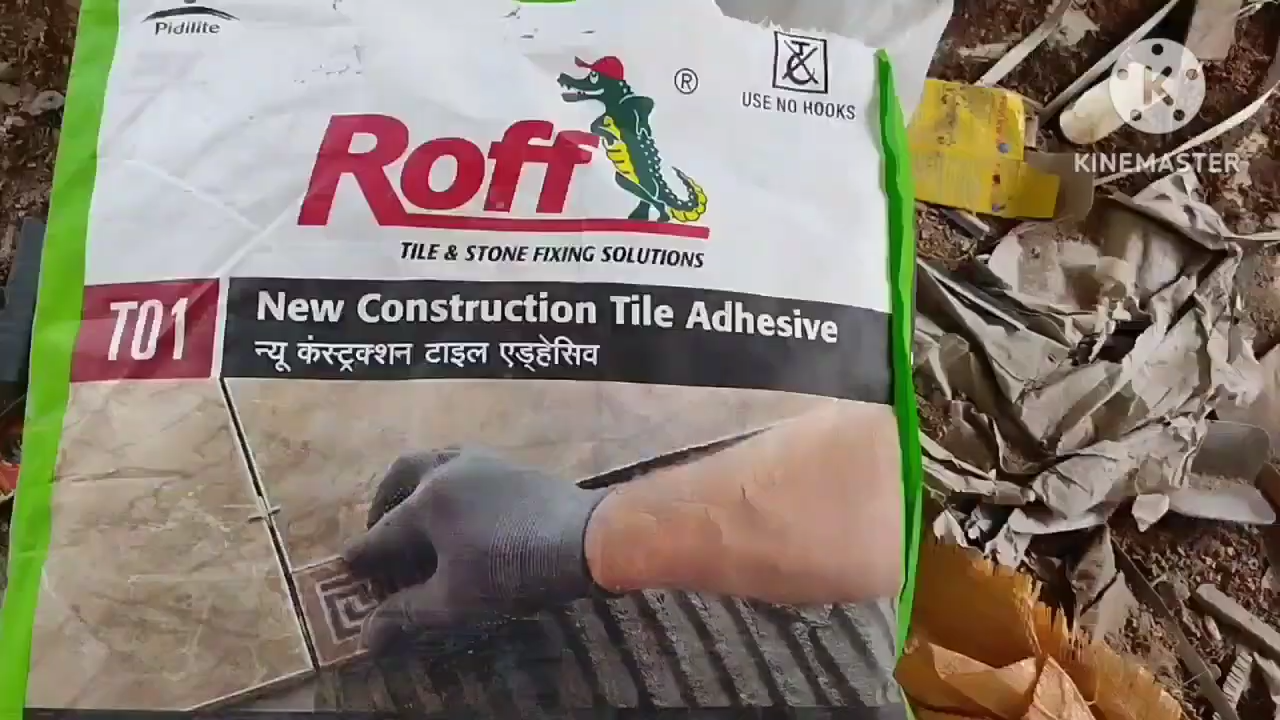 Pidilite
Roff
®
USE NO HOOKS
TILE & STONE FIXING SOLUTIONS
T01
New Construction Tile Adhesive
न्यू कंस्ट्रक्शन टाइल एड्हेसिव
K
KINEMASTER